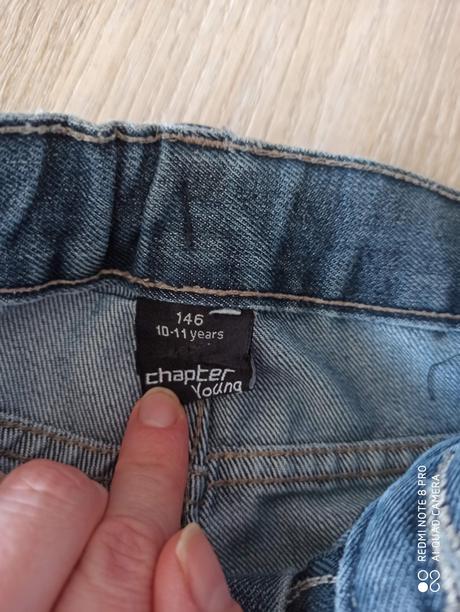 146
10-11 years
chapter
Young
REDMI NOTE 8 PRO
AI QUAD CAMERA